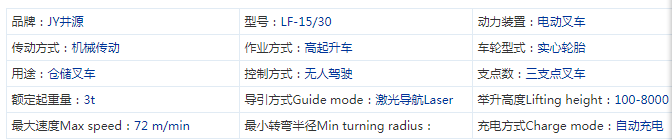 品牌：JY井源 型号：LF-15/30 动力装置：电动叉车
传动方式：机械传动 作业方式：高起升车 车轮型式：实心轮胎
用途：仓储叉车 控制方式：无人驾驶 支点数：三支点叉车
额定起重量：3t 导引方式Guide mode：激光导航Laser 举升高度Lifting height：100-8000
最大速度Max speed：72 m/min 最小转弯半径Min turning radius： 充电方式Charge mode：自动充电